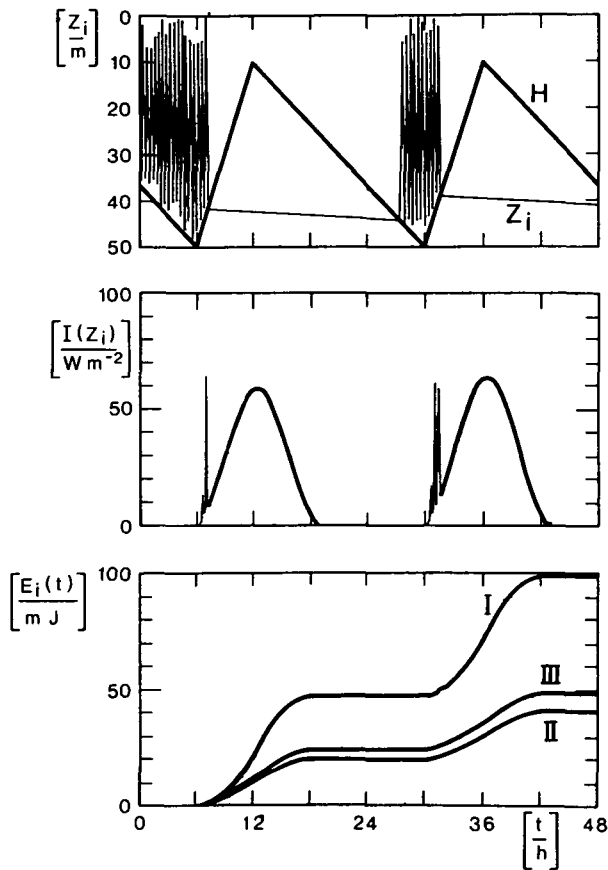 [Z_i/m]
0
10
20
30
40
50
H
Z_i
[I(Z_i)/W m^-2]
100
50
0
[E_i(t)/m J]
100
50
0
I
III
II
0 12 24 36 48
[t/h]